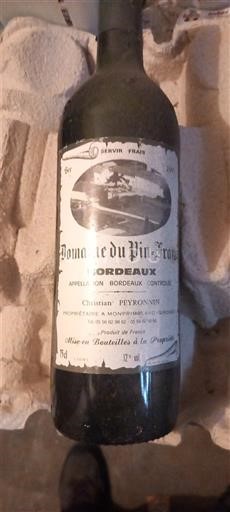 SERVIR FRAIS
Domaine du Pin Franc
BORDEAUX
APPELLATION BORDEAUX CONTROLÉE
Christian PEYRONNIN
PROPRIÉTAIRE A
Produit de France
Mise en Bouteilles à la Propriété
75cl 12% vol